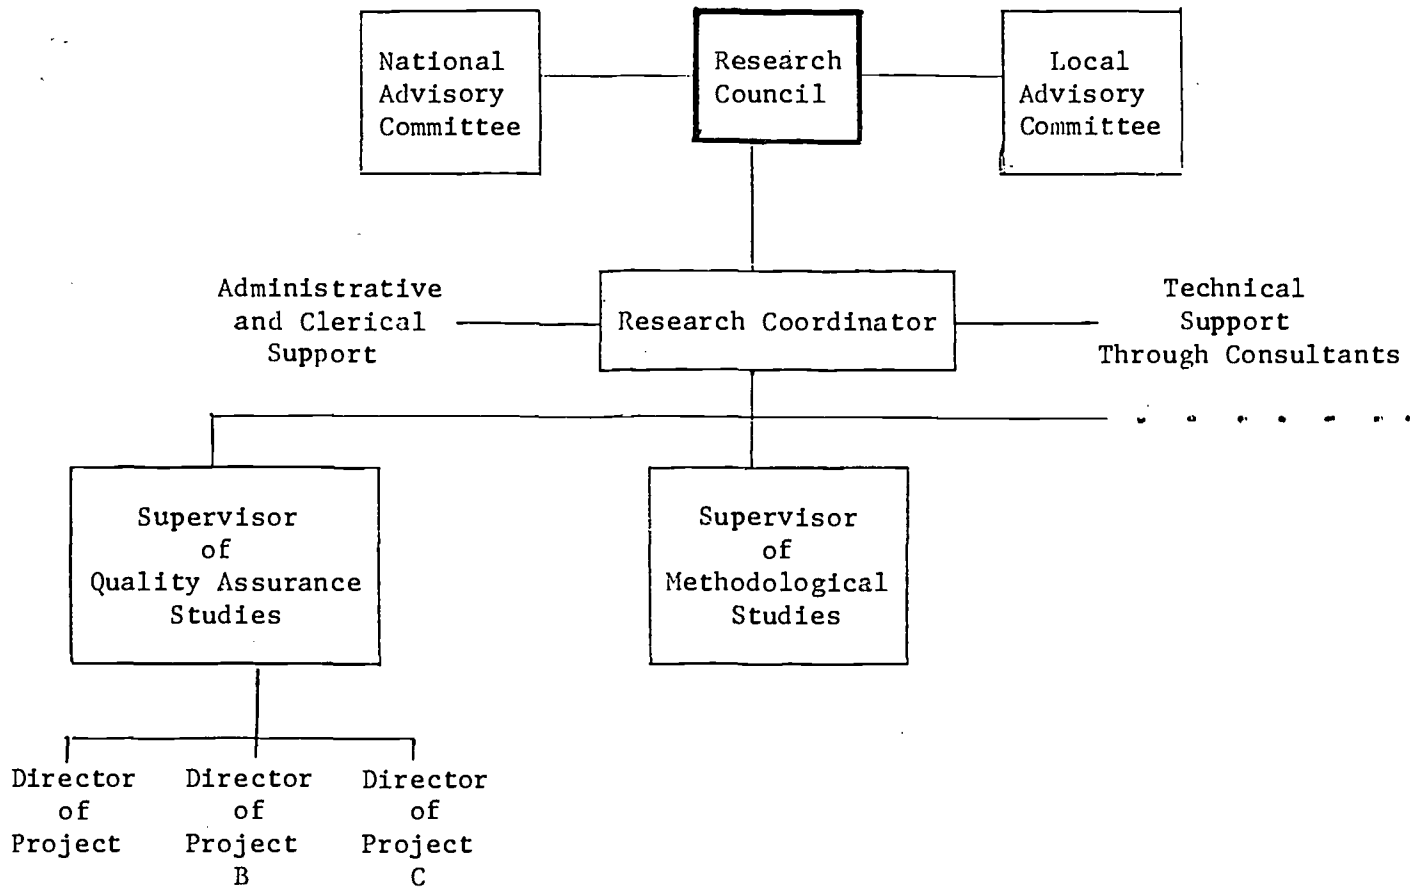 National
Advisory
Committee
Research
Council
Local
Advisory
Committee
Administrative
and Clerical
Support
Research Coordinator
Technical
Support
Through Consultants
Supervisor
of
Quality Assurance
Studies
Supervisor
of
Methodological
Studies
Director
of
Project
Director
of
Project
B
Director
of
Project
C